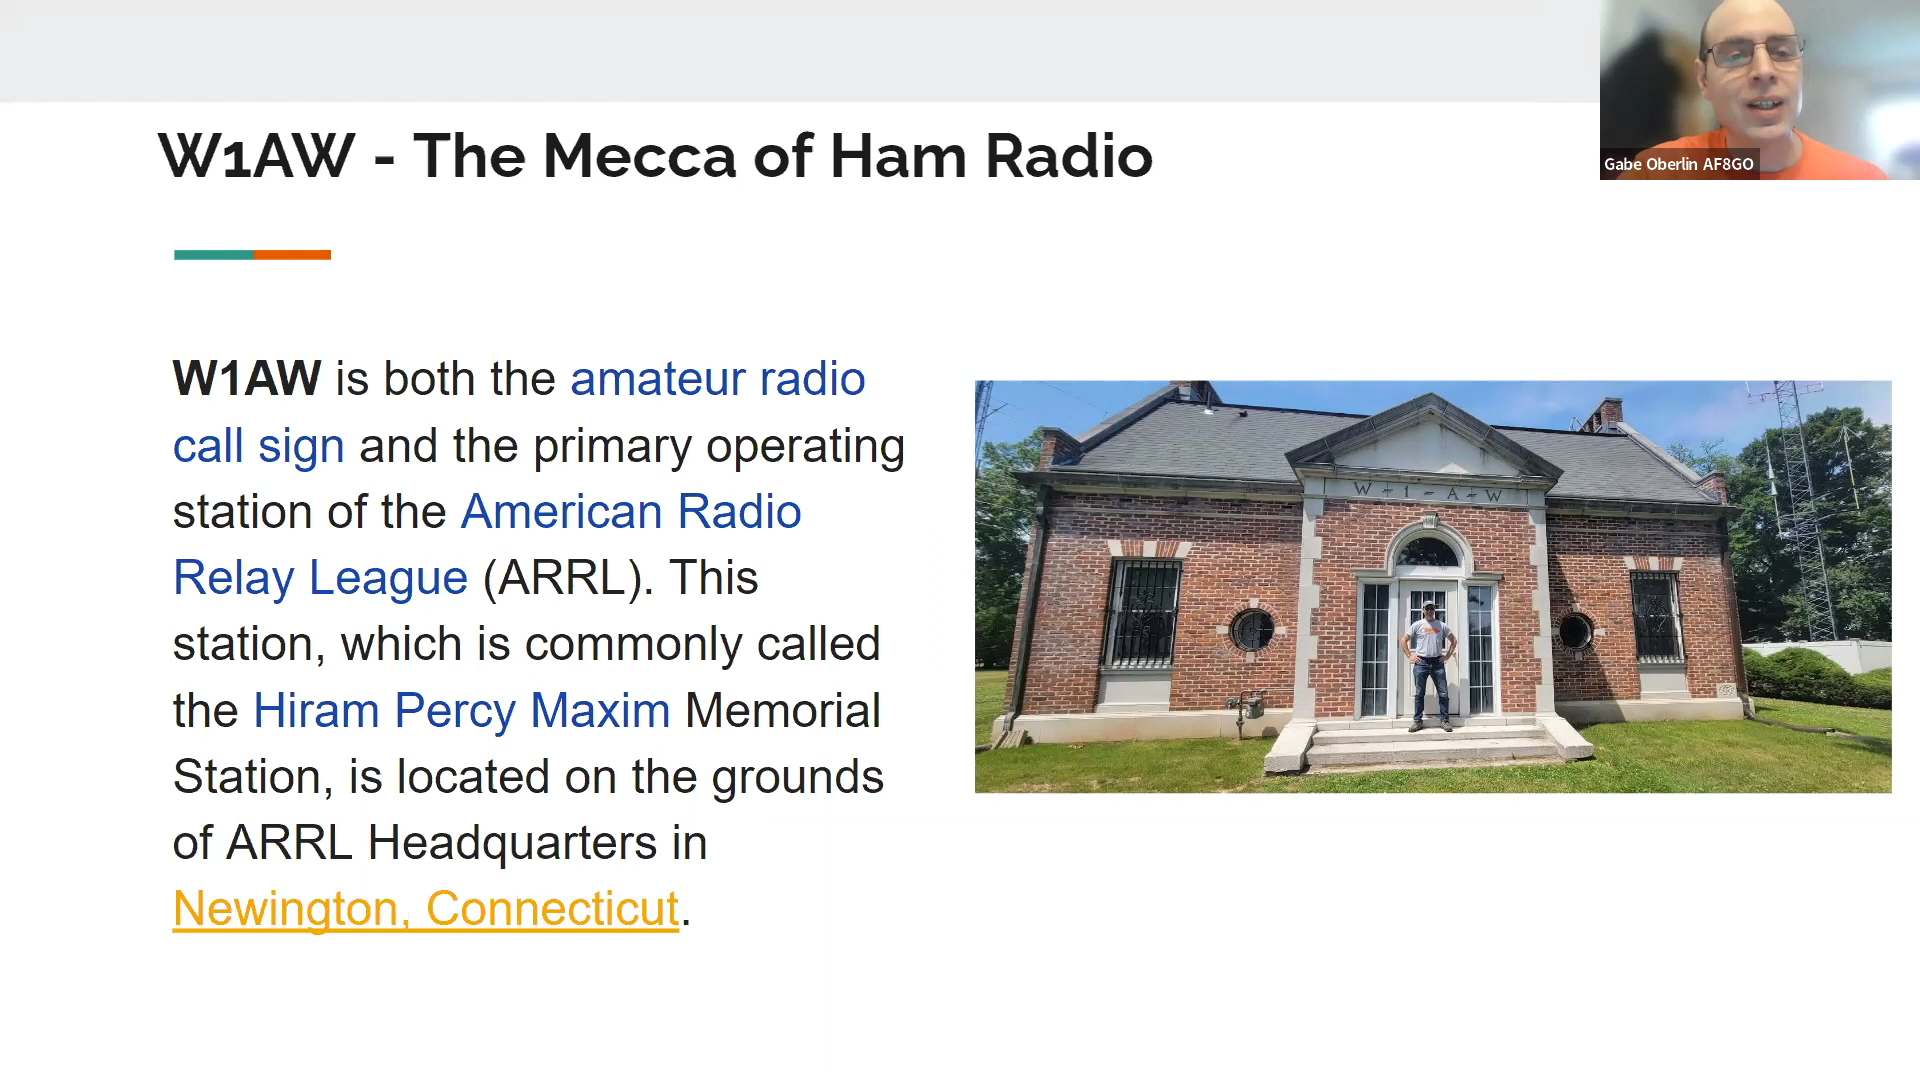 W1AW - The Mecca of Ham Radio
Gabe Oberlin AF8GO
W1AW is both the amateur radio
call sign and the primary operating
station of the American Radio
Relay League (ARRL). This
station, which is commonly called
the Hiram Percy Maxim Memorial
Station, is located on the grounds
of ARRL Headquarters in
Newington, Connecticut.
W-1-A-W